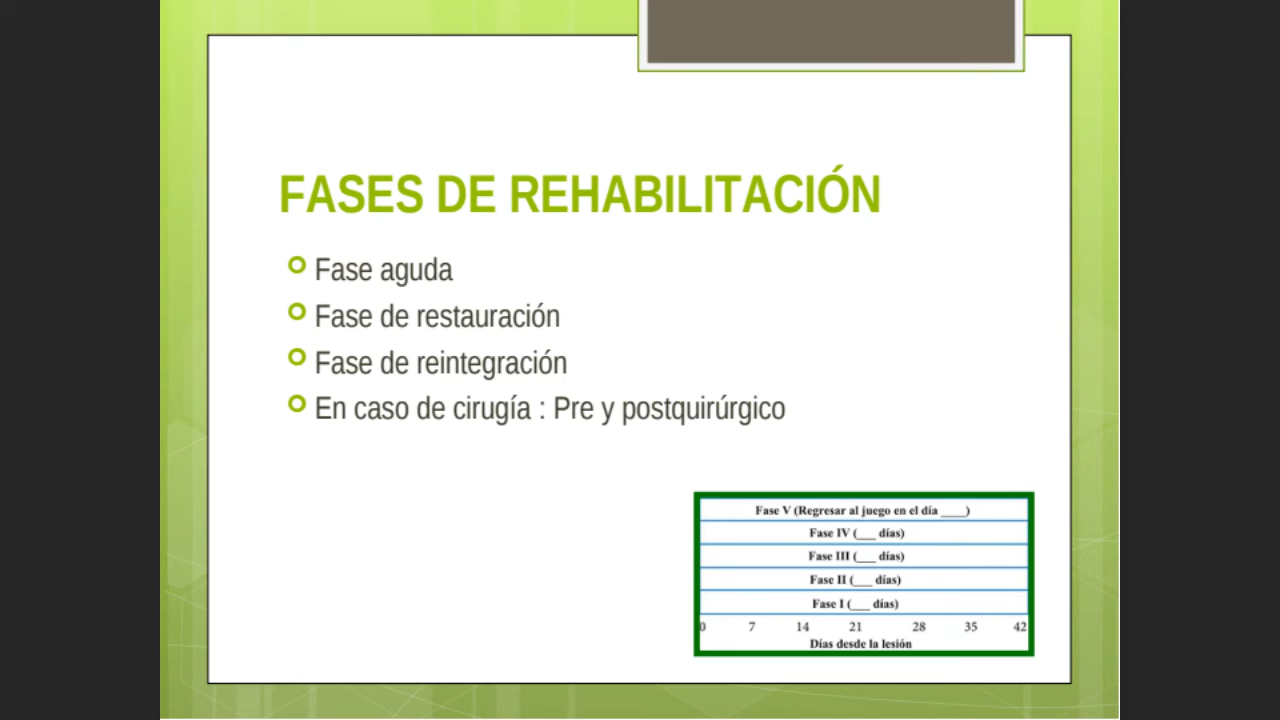 FASES DE REHABILITACIÓN
Fase aguda
Fase de restauración
Fase de reintegración
En caso de cirugía : Pre y postquirúrgico
Fase V (Regresar al juego en el día ____)
Fase IV (___ días)
Fase III (___ días)
Fase II (___ días)
Fase I (___ días)
0 7 14 21 28 35 42
Días desde la lesión